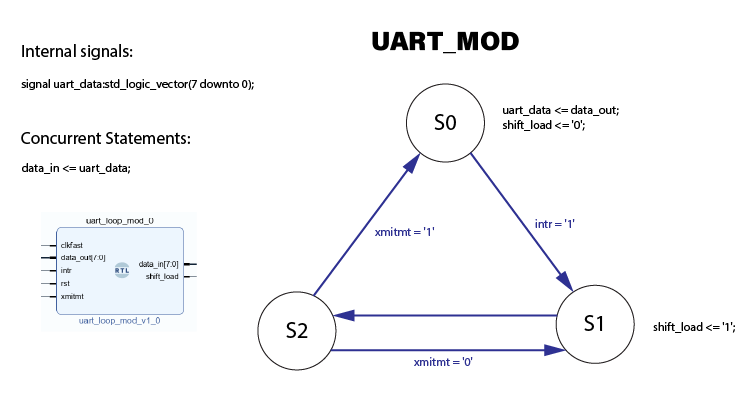 UART_MOD
Internal signals:
signal uart_data:std_logic_vector(7 downto 0);
Concurrent Statements:
data_in <= uart_data;
S0
uart_data <= data_out;
shift_load <= '0';
xmitmt = '1'
intr = '1'
uart_loop_mod_0
clkfast
data_out[7:0]
intr
rst
xmitmt
RTL
data_in[7:0]
shift_load
uart_loop_mod_v1_0
S2
S1
shift_load <= '1';
xmitmt = '0'